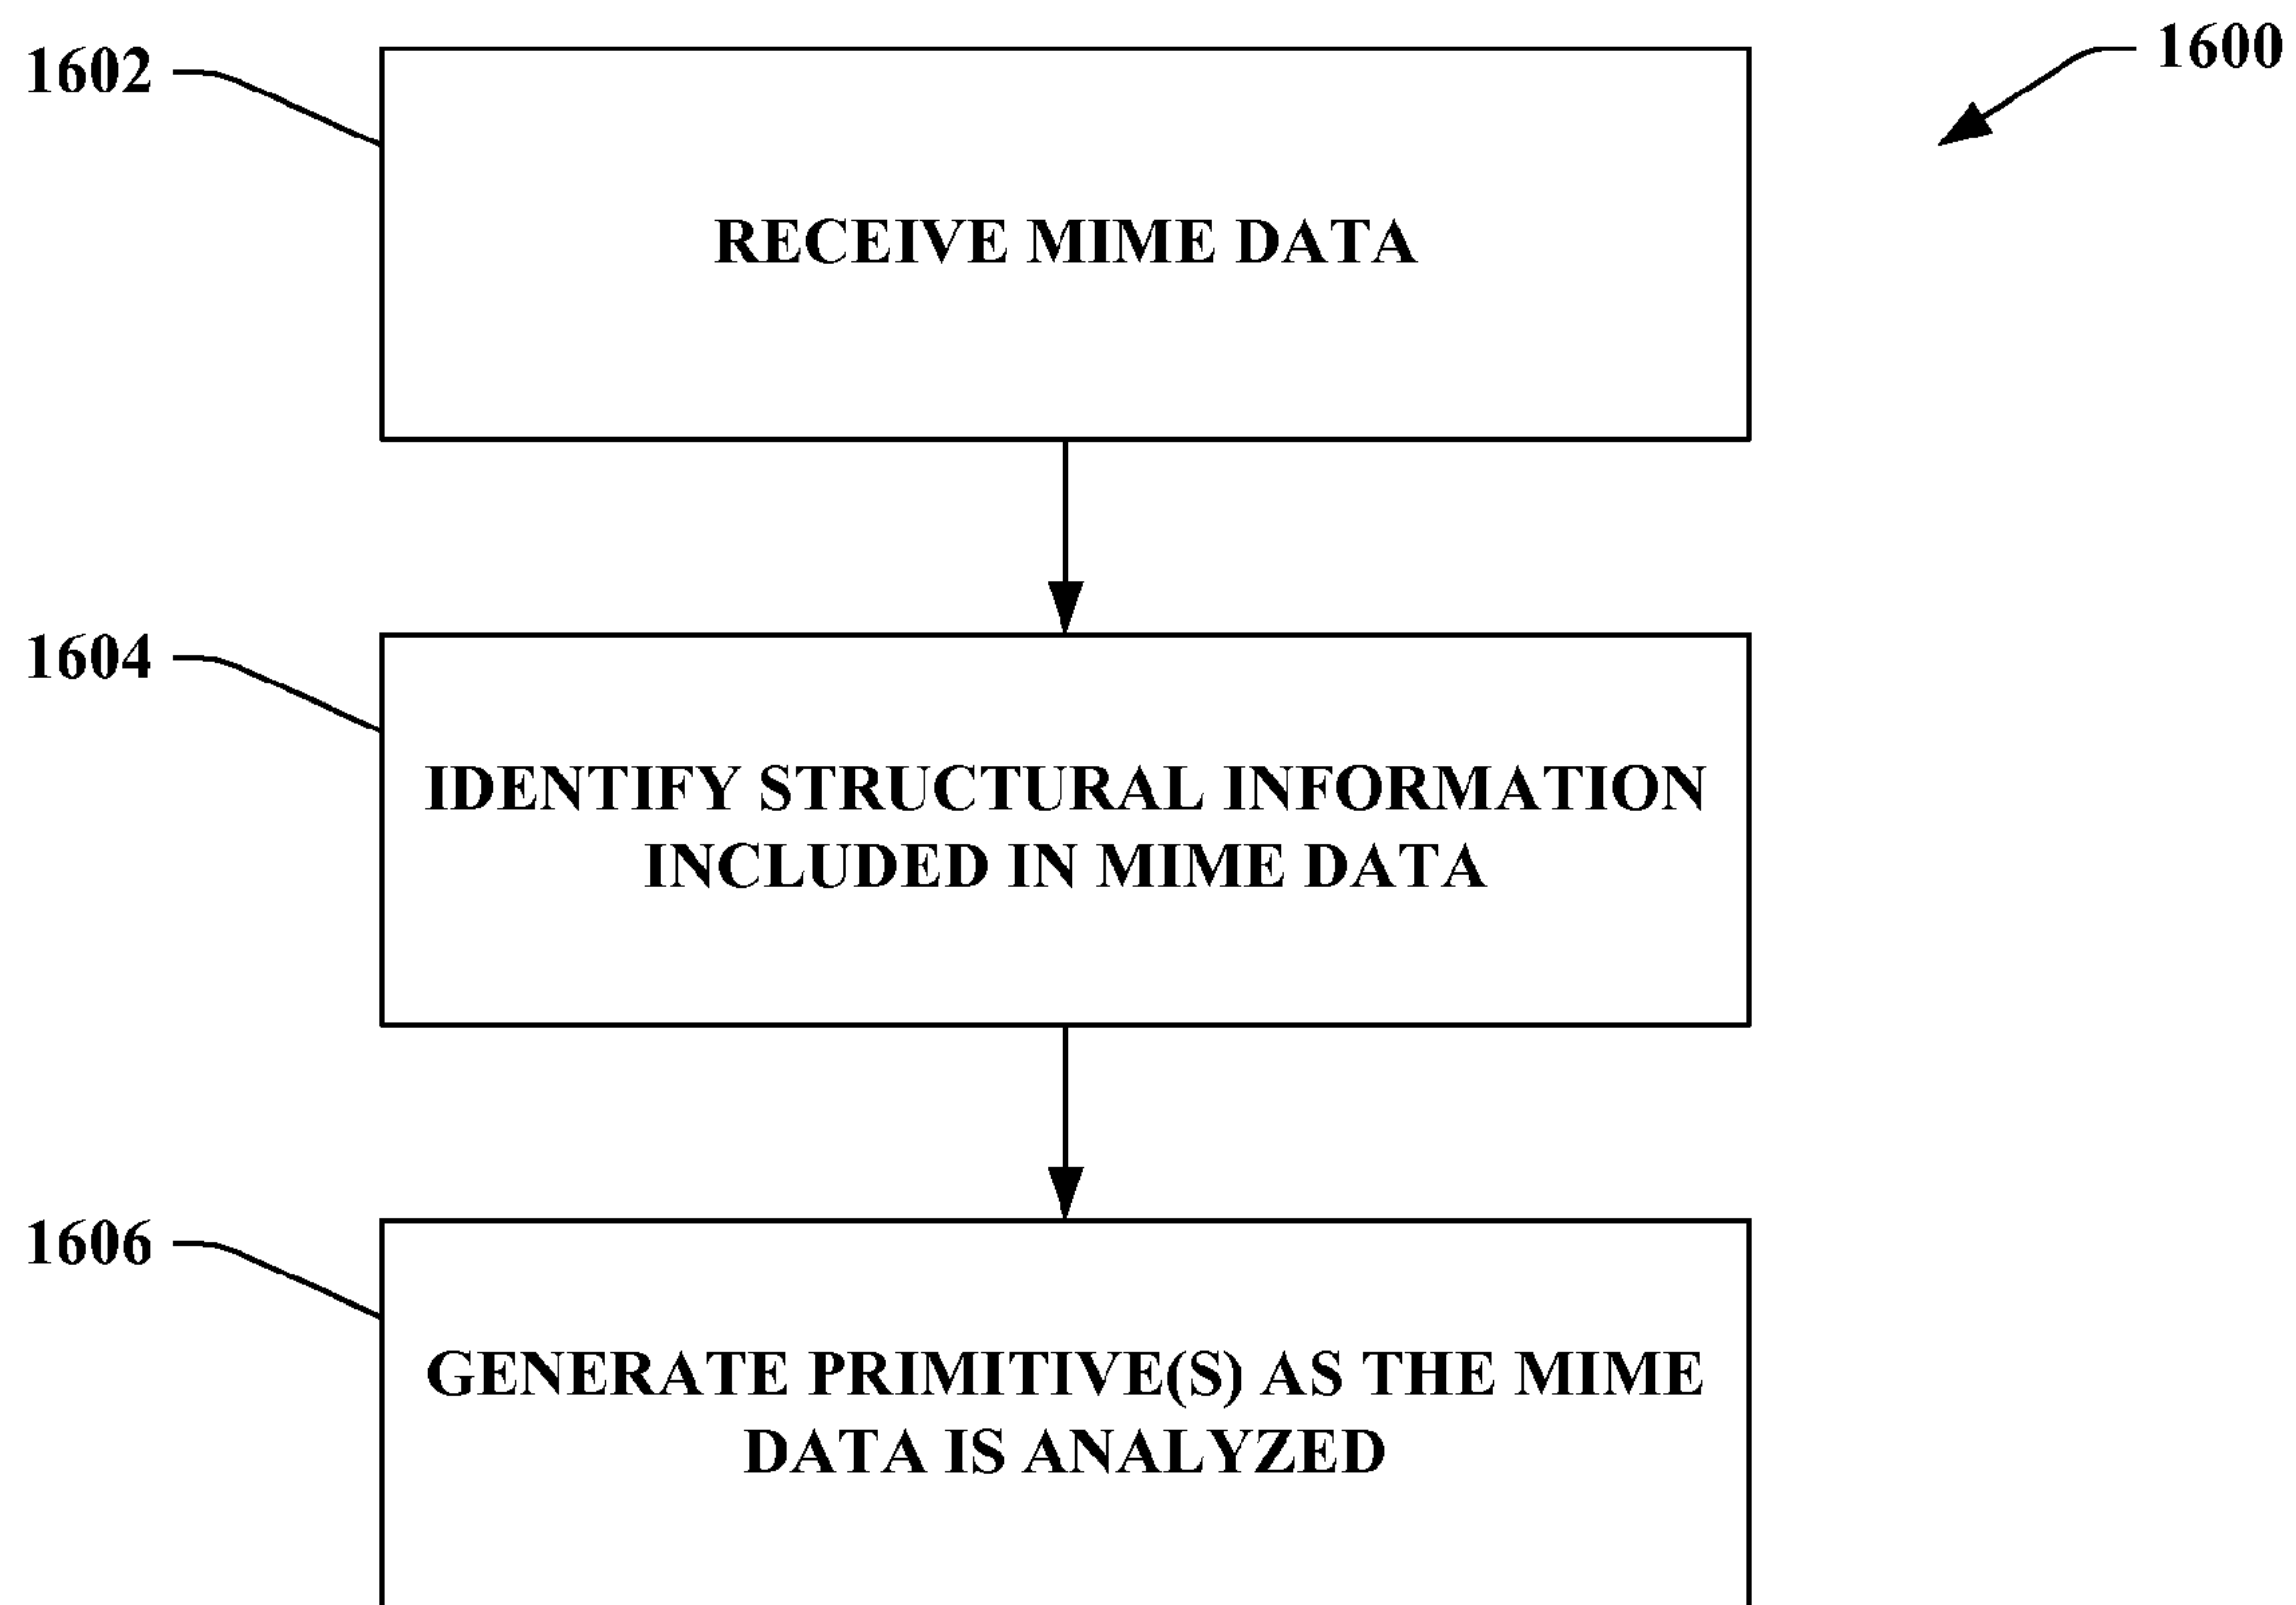 1600
1602
RECEIVE MIME DATA
1604
IDENTIFY STRUCTURAL INFORMATION
INCLUDED IN MIME DATA
1606
GENERATE PRIMITIVE(S) AS THE MIME
DATA IS ANALYZED